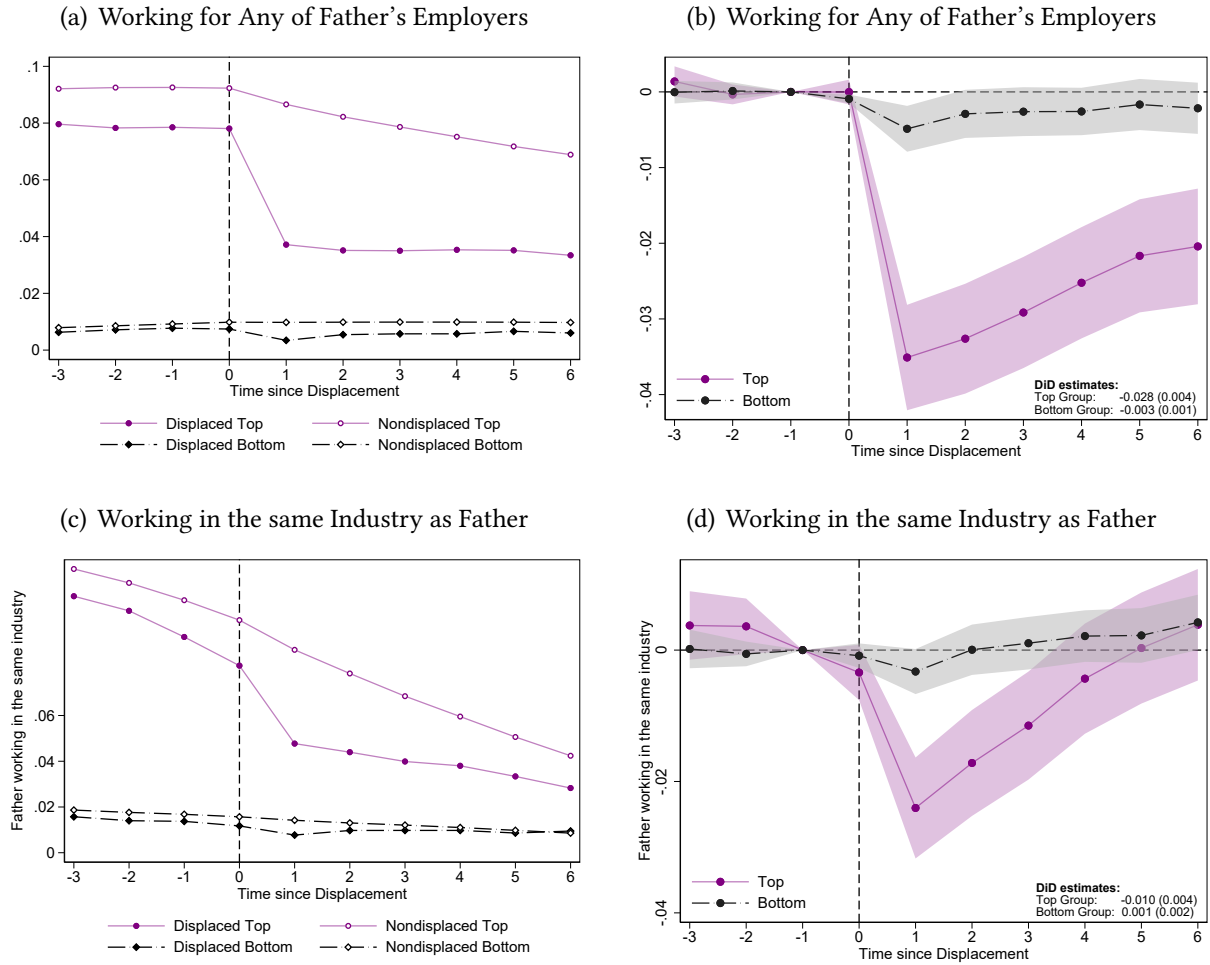 (a) Working for Any of Father’s Employers
.1
.08
.06
.04
.02
0
-3 -2 -1 0 1 2 3 4 5 6
Time since Displacement
Displaced Top Nondisplaced Top
Displaced Bottom Nondisplaced Bottom
(b) Working for Any of Father’s Employers
0
-.01
-.02
-.03
-.04
Top
Bottom
DiD estimates:
Top Group: -0.028 (0.004)
Bottom Group: -0.003 (0.001)
-3 -2 -1 0 1 2 3 4 5 6
Time since Displacement
(c) Working in the same Industry as Father
Father working in the same industry
.06
.04
.02
0
-3 -2 -1 0 1 2 3 4 5 6
Time since Displacement
Displaced Top Nondisplaced Top
Displaced Bottom Nondisplaced Bottom
(d) Working in the same Industry as Father
Father working in the same industry
0
-.02
-.04
Top
Bottom
DiD estimates:
Top Group: -0.010 (0.004)
Bottom Group: 0.001 (0.002)
-3 -2 -1 0 1 2 3 4 5 6
Time since Displacement